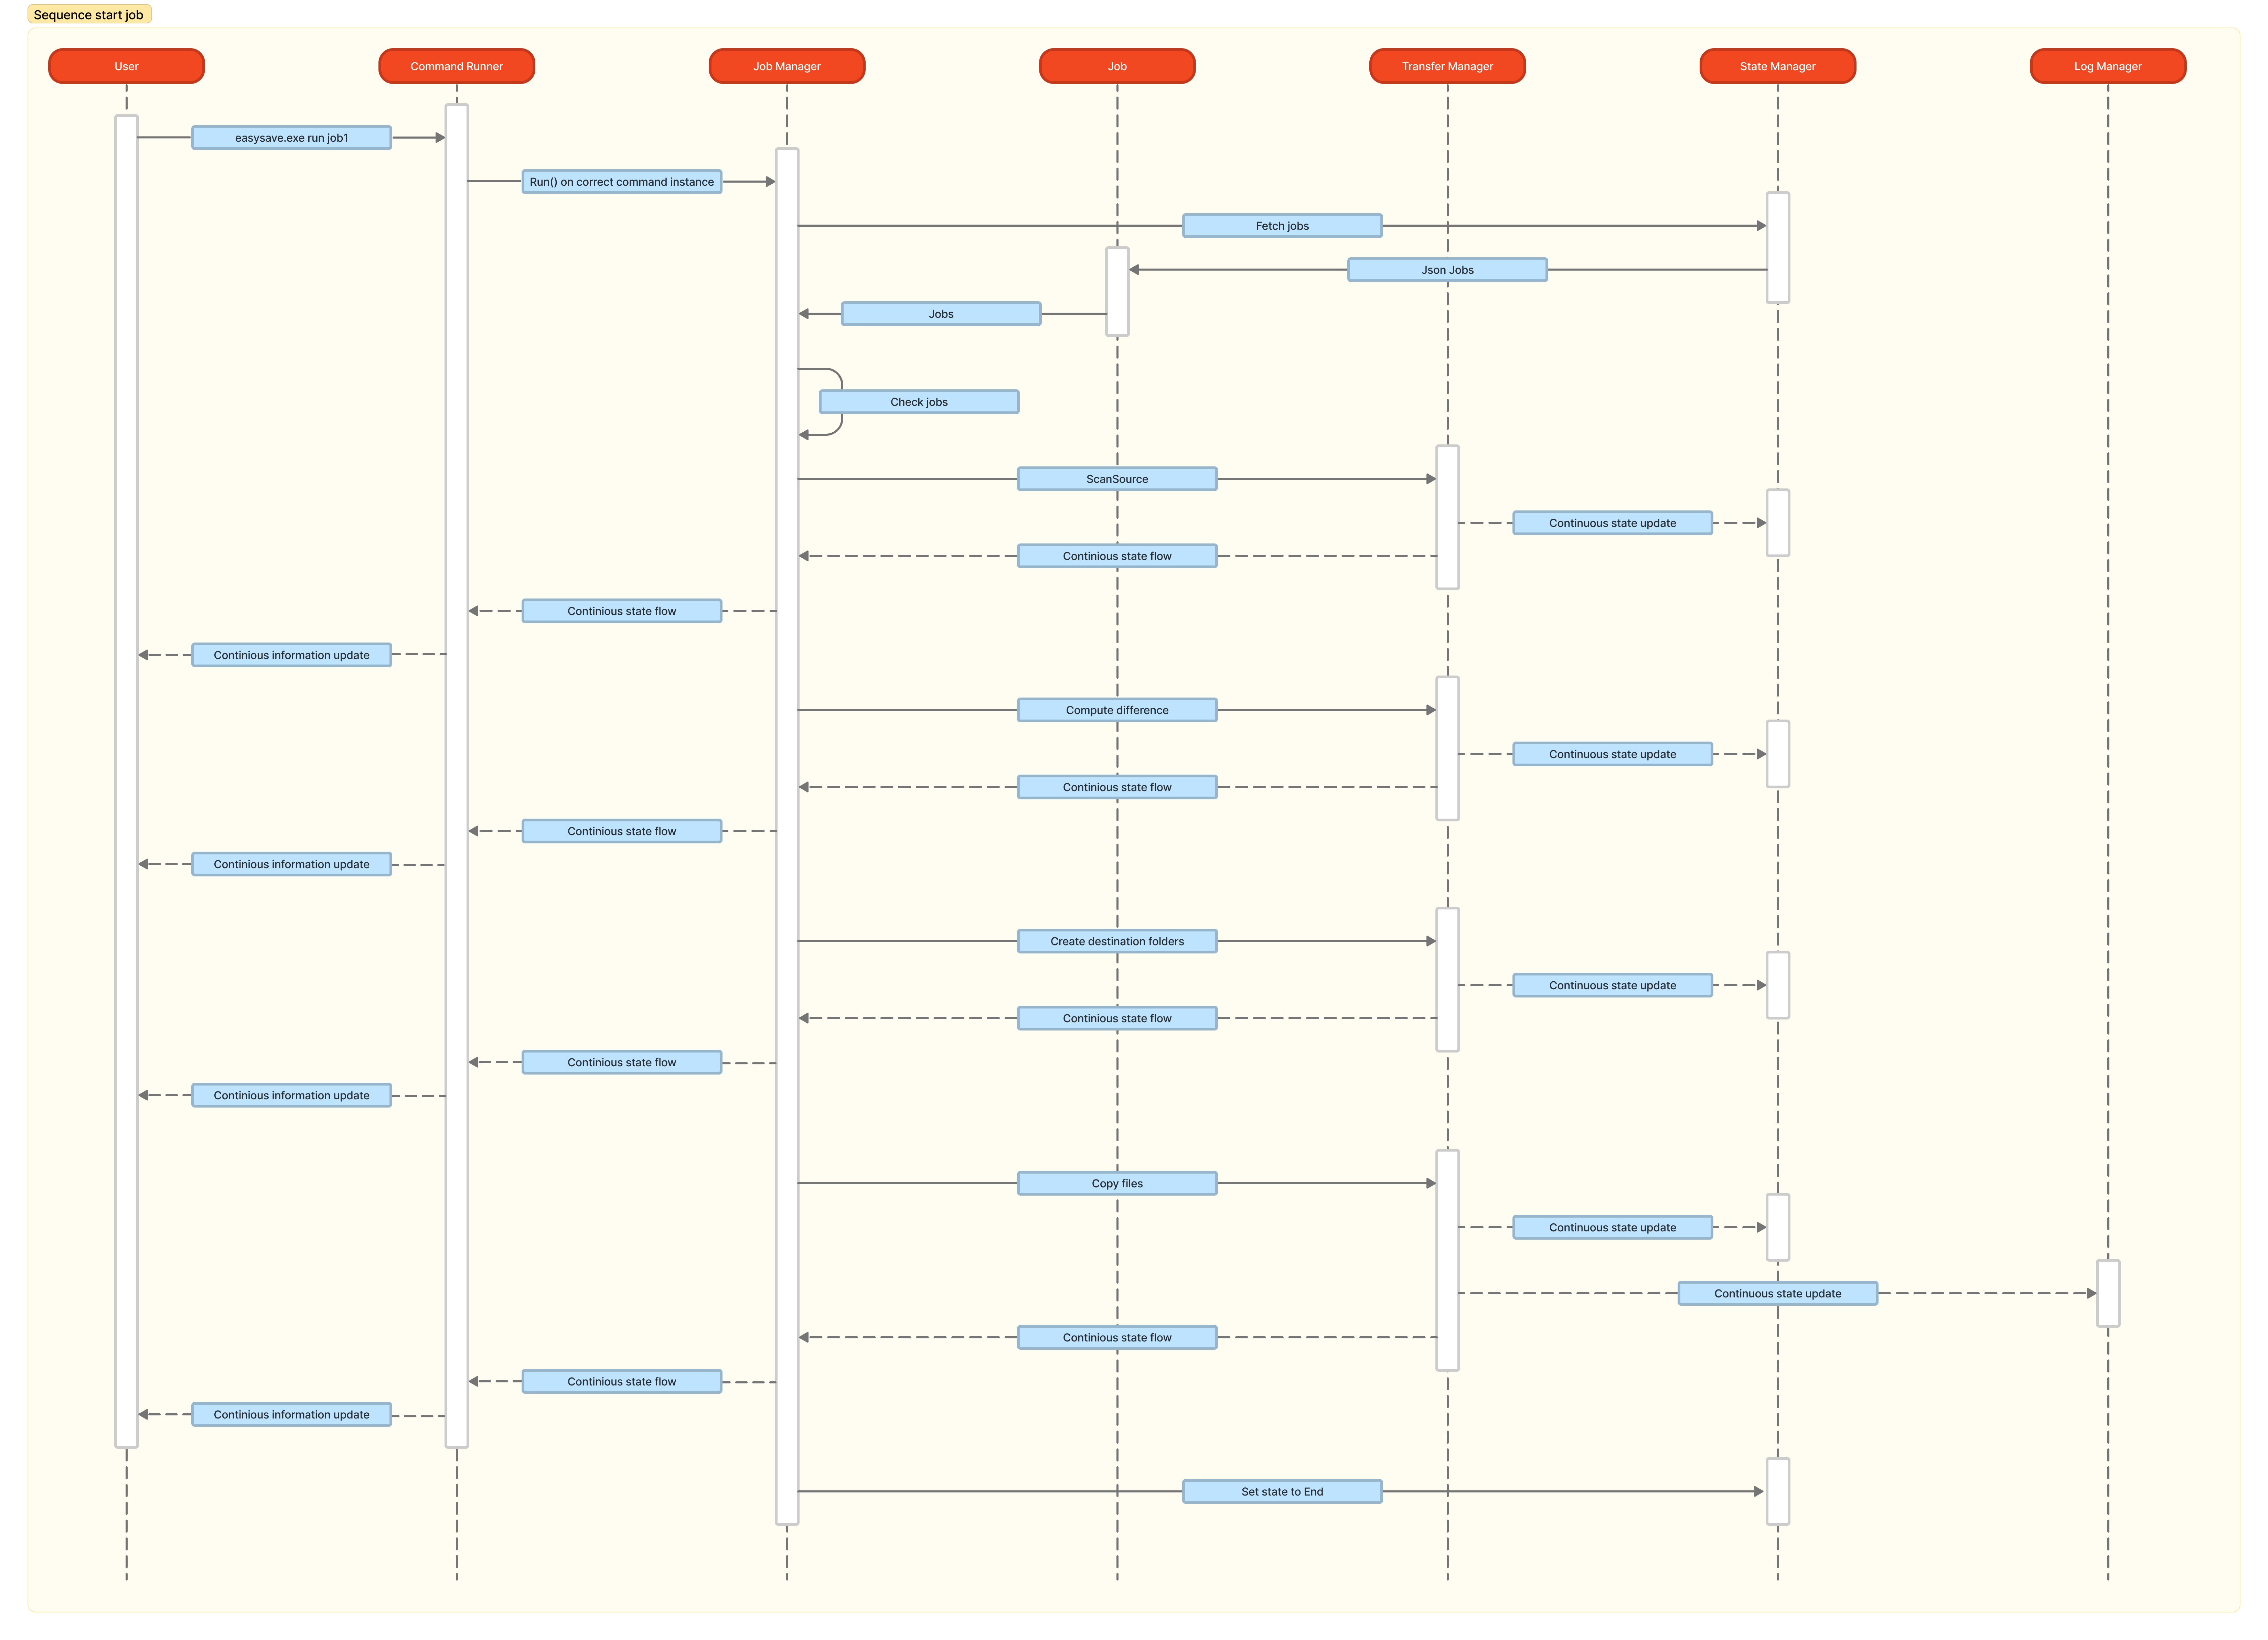 Sequence start job
User
Command Runner
Job Manager
Job
Transfer Manager
State Manager
Log Manager
easysave.exe run job1
Run() on correct command instance
Fetch jobs
Json Jobs
Jobs
Check jobs
ScanSource
Continuous state update
Continious state flow
Continious state flow
Continious information update
Compute difference
Continuous state update
Continious state flow
Continious state flow
Continious information update
Create destination folders
Continuous state update
Continious state flow
Continious state flow
Continious information update
Copy files
Continuous state update
Continuous state update
Continious state flow
Continious state flow
Continious information update
Set state to End